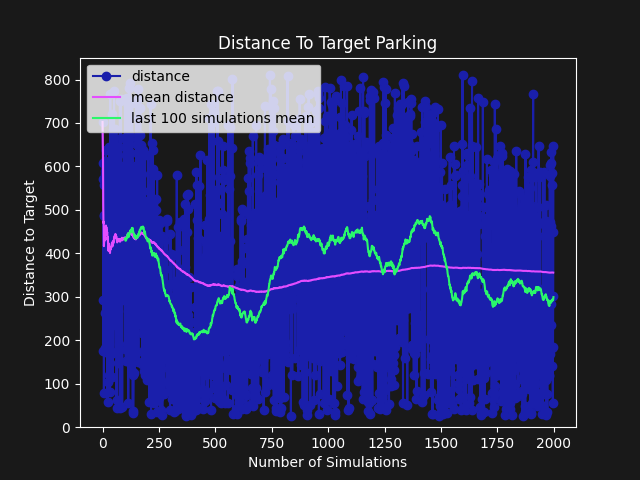 Distance To Target Parking
distance
mean distance
last 100 simulations mean
Distance to Target
800
700
600
500
400
300
200
100
0
0 250 500 750 1000 1250 1500 1750 2000
Number of Simulations